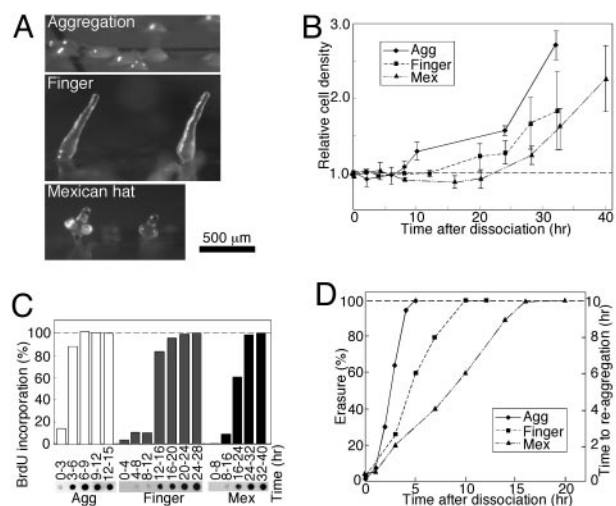 A
Aggregation
Finger
Mexican hat
500 µm
B
Relative cell density
3.0
2.0
1.0
Agg
Finger
Mex
0 10 20 30 40
Time after dissociation (hr)
C
BrdU incorporation (%)
100
80
60
40
20
0
0-3
3-6
6-9
9-12
12-15
0-4
4-8
8-12
12-16
16-20
20-24
24-28
0-8
8-16
16-24
24-32
32-40
Time (hr)
Agg Finger Mex
D
Erasure (%)
100
80
60
40
20
0
Agg
Finger
Mex
10
8
6
4
2
0
Time to re-aggregation (hr)
0 5 10 15 20
Time after dissociation (hr)